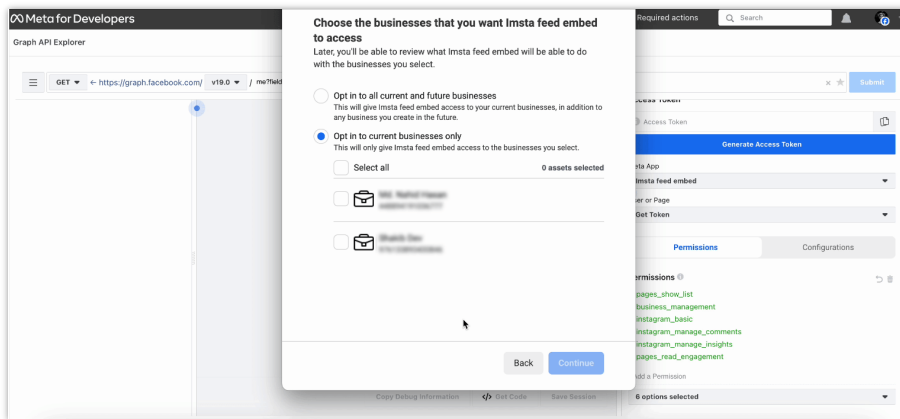 Meta for Developers
Required actions
Search
Graph API Explorer
GET
https://graph.facebook.com/
v19.0
/
me?field
Submit
Access Token
Access Token
Generate Access Token
eta App
Imsta feed embed
ser or Page
Get Token
Permissions
Configurations
ermissions
pages_show_list
business_management
instagram_basic
instagram_manage_comments
instagram_manage_insights
pages_read_engagement
dd a Permission
6 options selected
Choose the businesses that you want Imsta feed embed
to access
Later, you'll be able to review what Imsta feed embed will be able to do
with the businesses you select.
Opt in to all current and future businesses
This will give Imsta feed embed access to your current businesses, in addition to
any business you create in the future.
Opt in to current businesses only
This will only give Imsta feed embed access to the businesses you select.
Select all
0 assets selected
Back
Continue
Copy Debug Information
</> Get Code
Save Session